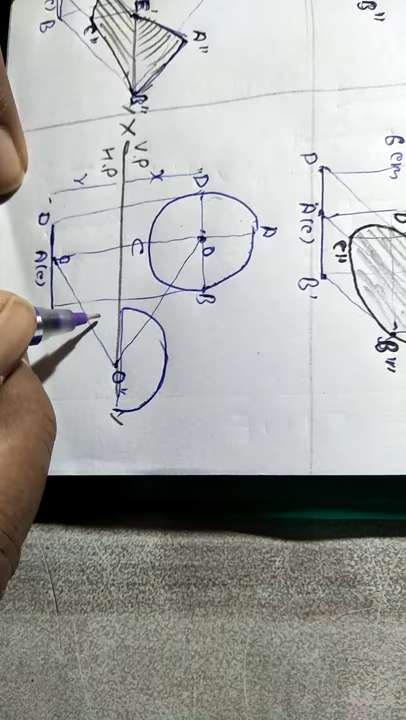 B
E'
C"
A"
B"
X
V.P
H.P
Y
X
D
A(c)
O
D
A
C
O
B
O"
Y
6 cm
D
A(c)
B'
D
C"
B"
B"